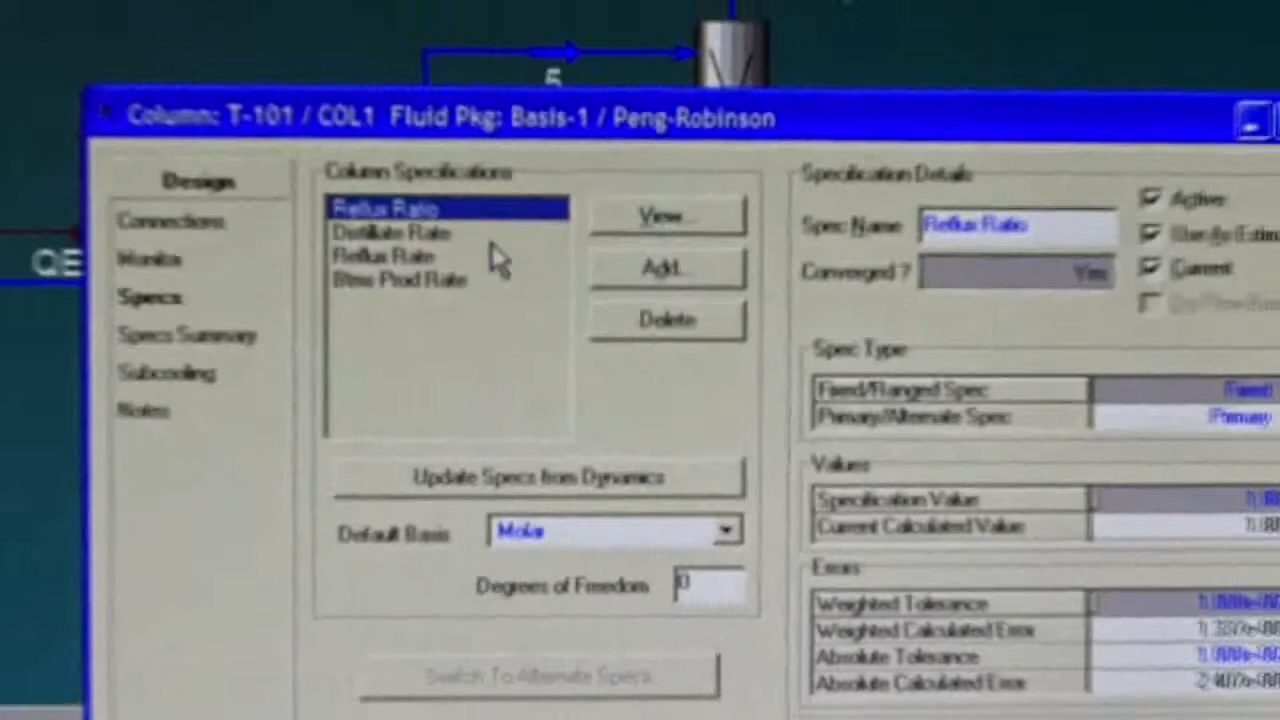 5
Column: T-101 / COL1 Fluid Pkg: Basis-1 / Peng-Robinson
QE
Design
Connections
Monitor
Specs
Specs Summary
Subcooling
Notes
Column Specifications
Reflux Ratio
Distillate Rate
Reflux Rate
Btms Prod Rate
View...
Add...
Delete
Update Specs from Dynamics
Default Basis Molar
Degrees of Freedom 0
Switch To Alternate Specs
Specification Details
Spec Name Reflux Ratio
Converged ? Yes
Active
Use As Estim
Current
Spec Type
Fixed/Ranged Spec Fixed
Primary/Alternate Spec Primary
Values
Specification Value
Current Calculated Value
Errors
Weighted Tolerance
Weighted Calculated Error
Absolute Tolerance
Absolute Calculated Error